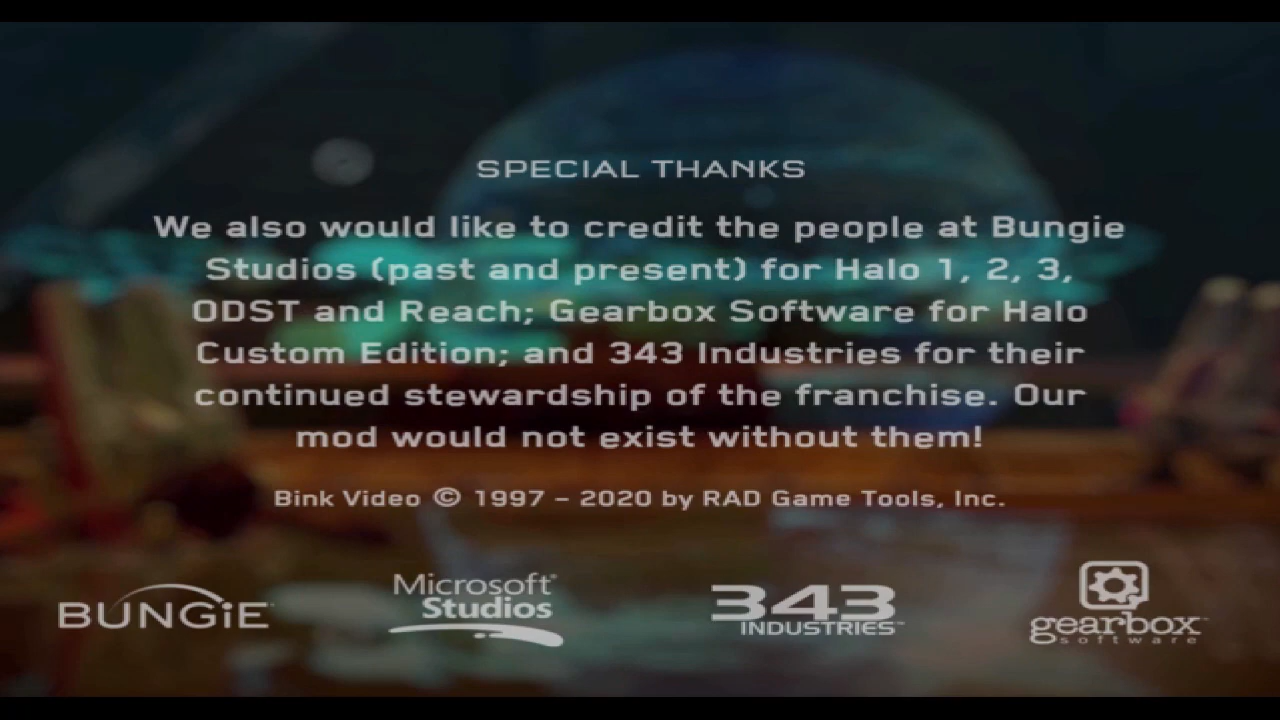 SPECIAL THANKS
We also would like to credit the people at Bungie
Studios (past and present) for Halo 1, 2, 3,
ODST and Reach; Gearbox Software for Halo
Custom Edition; and 343 Industries for their
continued stewardship of the franchise. Our
mod would not exist without them!
Bink Video © 1997 – 2020 by RAD Game Tools, Inc.
BUNGiE
Microsoft®
Studios
343
INDUSTRIES™
gearbox™
software